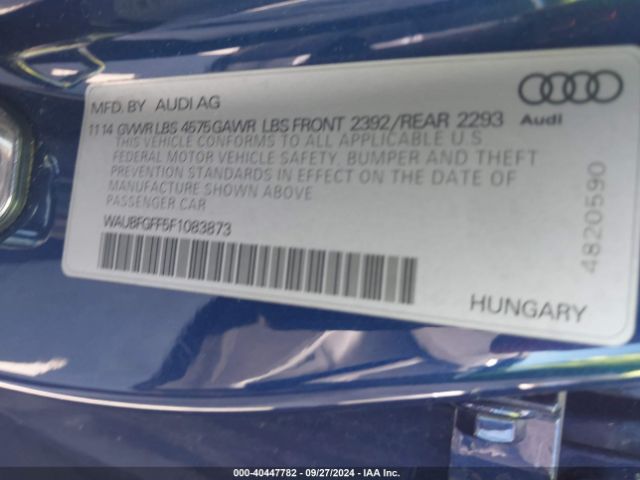 MFD. BY AUDI AG
Audi
1114 GVWR LBS 4575 GAWR LBS FRONT 2392/REAR 2293
THIS VEHICLE CONFORMS TO ALL APPLICABLE U.S
FEDERAL MOTOR VEHICLE SAFETY, BUMPER AND THEFT
PREVENTION STANDARDS IN EFFECT ON THE DATE OF
MANUFACTURE SHOWN ABOVE
PASSENGER CAR
WAUBFGFF5F1083873
4820590
HUNGARY
000-40447782 - 09/27/2024 - IAA Inc.